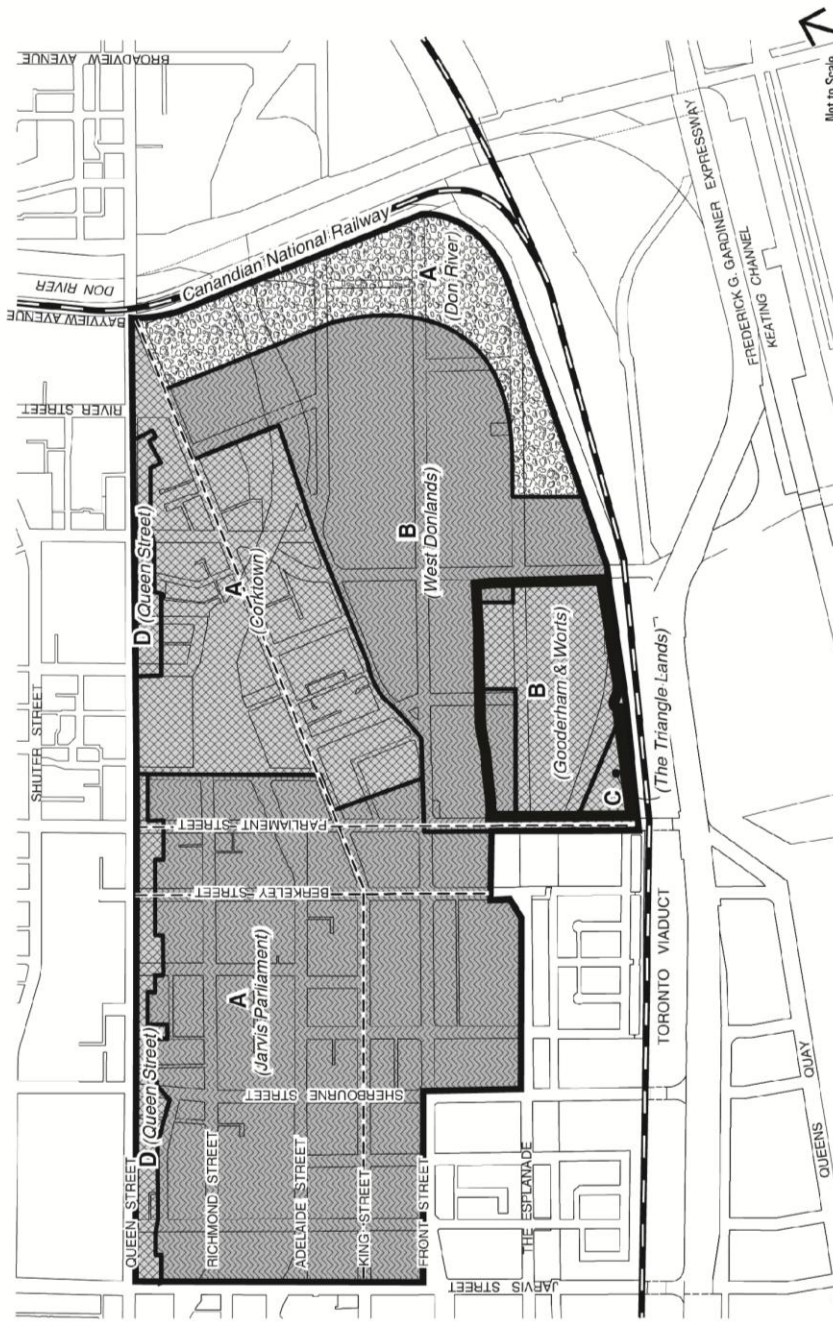 BROADVIEW AVENUE
DON RIVER
BAYVIEW AVENUE
RIVER STREET
SHUTER STREET
Canandian National Railway
A
(Don River)
D (Queen Street)
A
(Corktown)
B
(West Donlands)
B
(Gooderham & Worts)
C
(The Triangle Lands)
PARLIAMENT STREET
BERKELEY STREET
A
(Jarvis Parliament)
D (Queen Street)
SHERBOURNE STREET
QUEEN STREET
RICHMOND STREET
ADELAIDE STREET
KING STREET
FRONT STREET
THE ESPLANADE
JARVIS STREET
TORONTO VIADUCT
QUEENS QUAY
FREDERICK G. GARDINER EXPRESSWAY
KEATING CHANNEL
Not to Scale